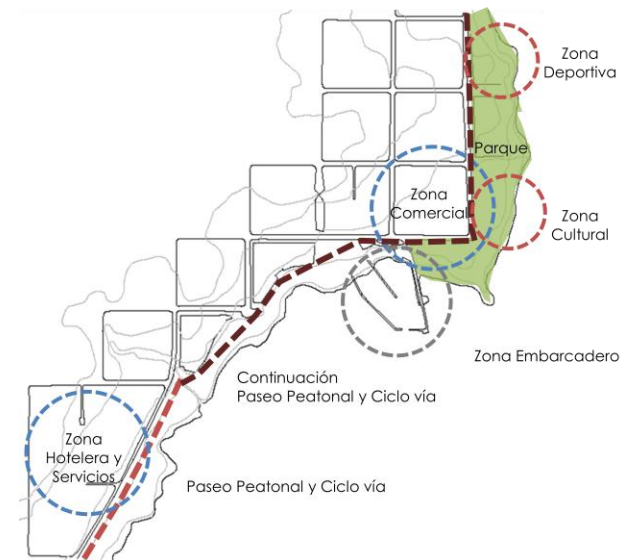 Zona
Deportiva
Parque
Zona
Comercial
Zona
Cultural
Zona Embarcadero
Continuación
Paseo Peatonal y Ciclo vía
Zona
Hotelera y
Servicios
Paseo Peatonal y Ciclo vía